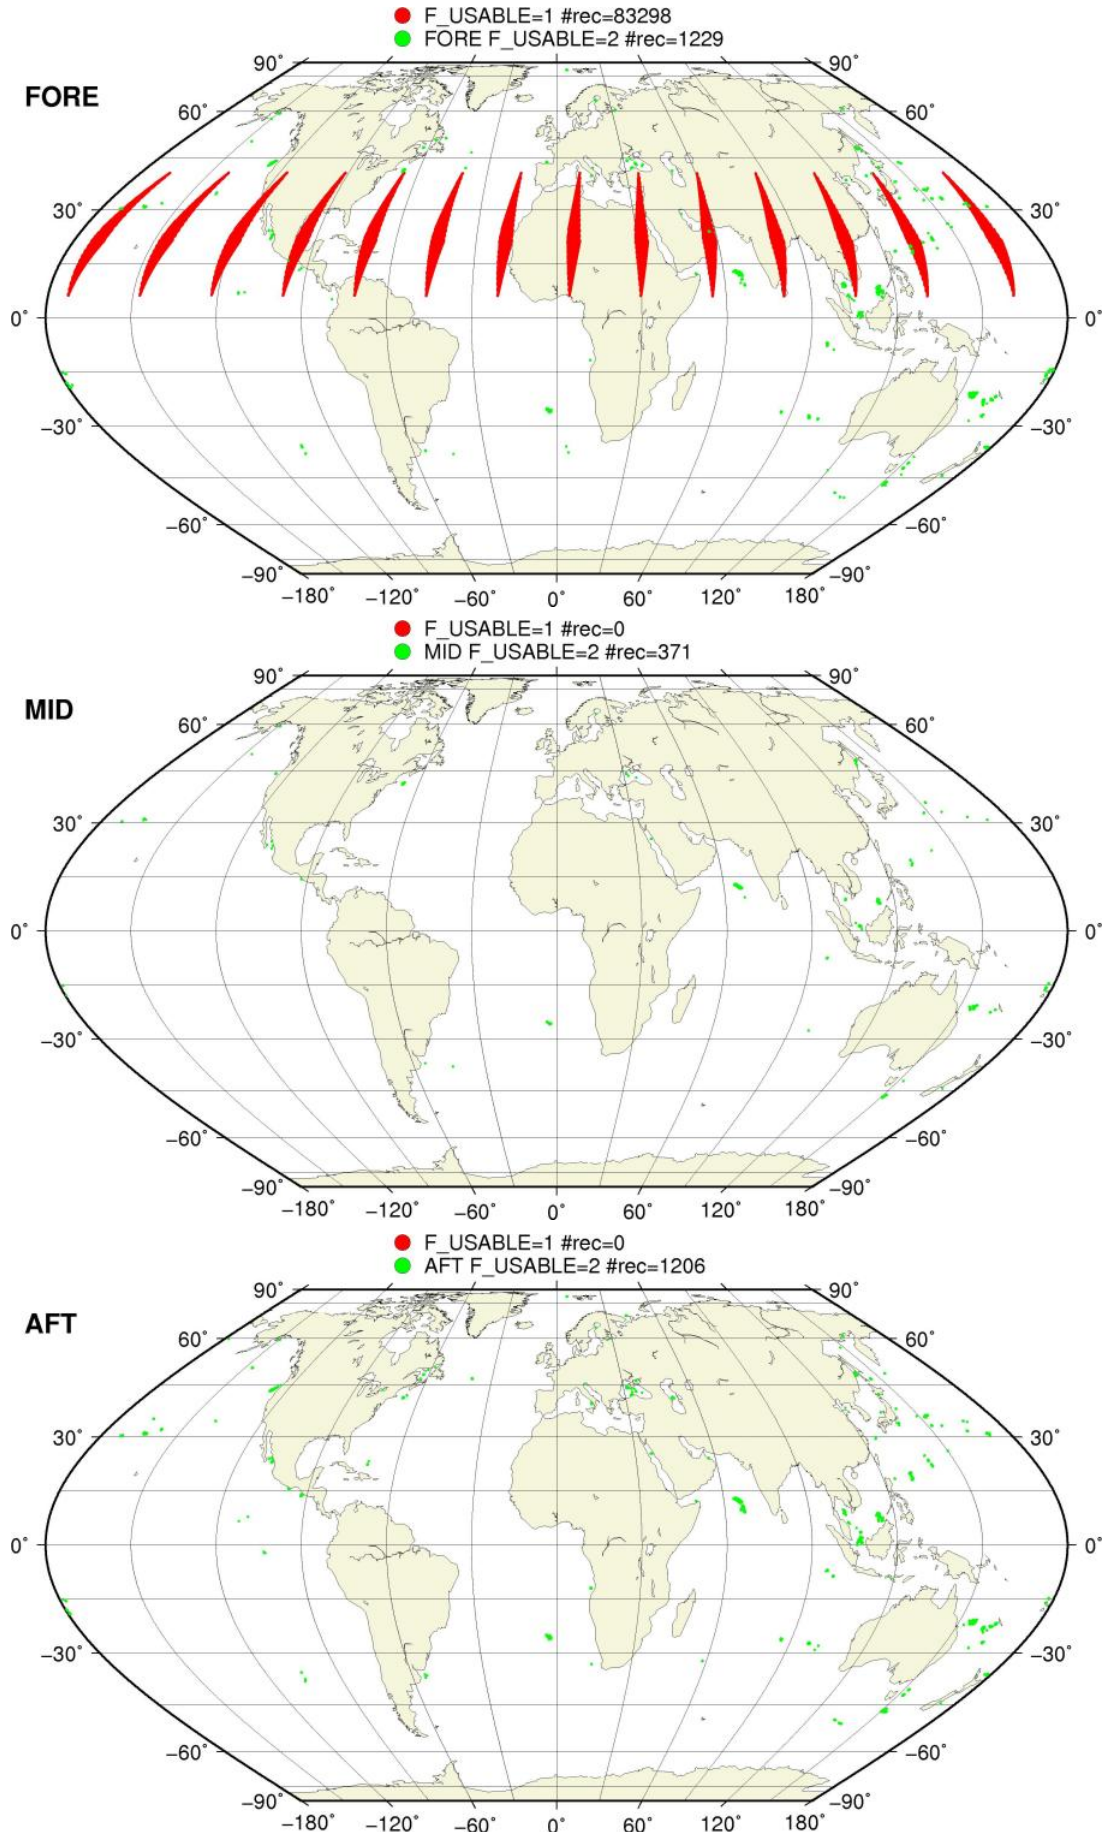 F_USABLE=1 #rec=83298
FORE F_USABLE=2 #rec=1229
FORE
90° 90°
60° 60°
30° 30°
0° 0°
−30° −30°
−60° −60°
−90° −90°
−180° −120° −60° 0° 60° 120° 180°
F_USABLE=1 #rec=0
MID F_USABLE=2 #rec=371
MID
90° 90°
60° 60°
30° 30°
0° 0°
−30° −30°
−60° −60°
−90° −90°
−180° −120° −60° 0° 60° 120° 180°
F_USABLE=1 #rec=0
AFT F_USABLE=2 #rec=1206
AFT
90° 90°
60° 60°
30° 30°
0° 0°
−30° −30°
−60° −60°
−90° −90°
−180° −120° −60° 0° 60° 120° 180°